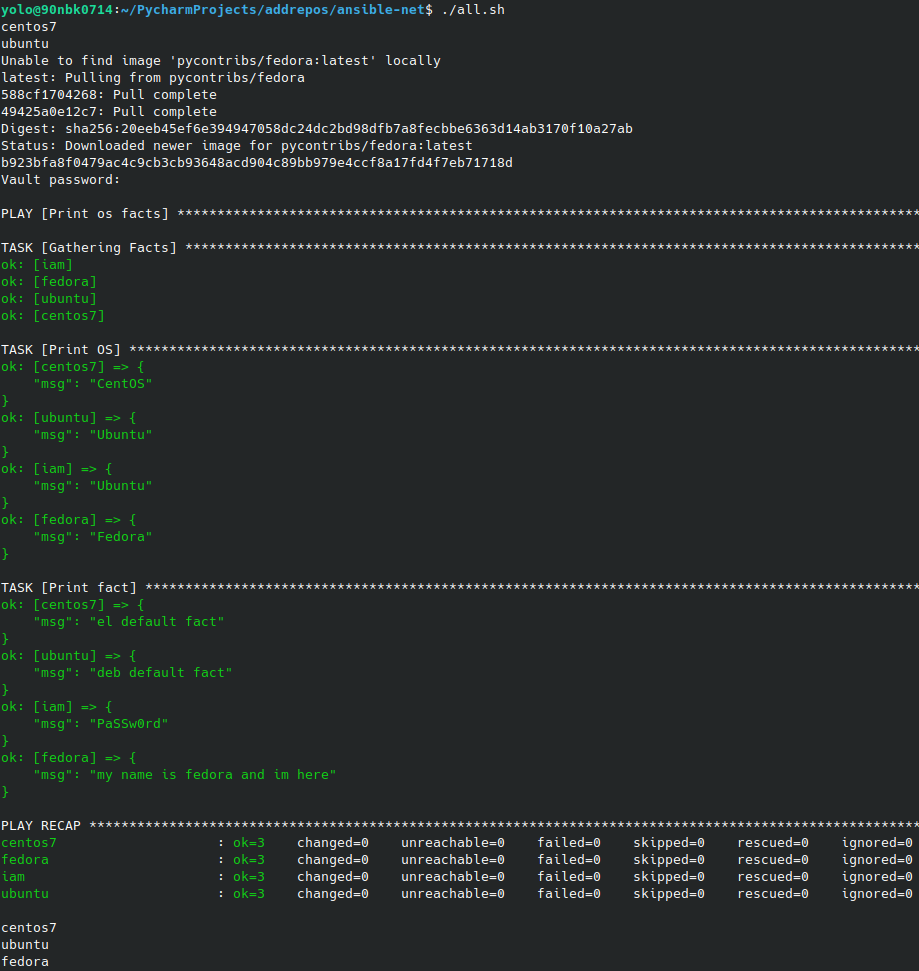 yolo@90nbk0714:~/PycharmProjects/addrepos/ansible-net$ ./all.sh
centos7
ubuntu
Unable to find image 'pycontribs/fedora:latest' locally
latest: Pulling from pycontribs/fedora
588cf1704268: Pull complete
49425a0e12c7: Pull complete
Digest: sha256:20eeb45ef6e394947058dc24dc2bd98dfb7a8fecbbe6363d14ab3170f10a27ab
Status: Downloaded newer image for pycontribs/fedora:latest
b923bfa8f0479ac4c9cb3cb93648acd904c89bb979e4ccf8a17fd4f7eb71718d
Vault password:
PLAY [Print os facts] *********************************************************************************************
TASK [Gathering Facts] ********************************************************************************************
ok: [iam]
ok: [fedora]
ok: [ubuntu]
ok: [centos7]
TASK [Print OS] ***************************************************************************************************
ok: [centos7] => {
    "msg": "CentOS"
}
ok: [ubuntu] => {
    "msg": "Ubuntu"
}
ok: [iam] => {
    "msg": "Ubuntu"
}
ok: [fedora] => {
    "msg": "Fedora"
}
TASK [Print fact] *************************************************************************************************
ok: [centos7] => {
    "msg": "el default fact"
}
ok: [ubuntu] => {
    "msg": "deb default fact"
}
ok: [iam] => {
    "msg": "PaSSw0rd"
}
ok: [fedora] => {
    "msg": "my name is fedora and im here"
}
PLAY RECAP ********************************************************************************************************
centos7                    : ok=3    changed=0    unreachable=0    failed=0    skipped=0    rescued=0    ignored=0
fedora                     : ok=3    changed=0    unreachable=0    failed=0    skipped=0    rescued=0    ignored=0
iam                        : ok=3    changed=0    unreachable=0    failed=0    skipped=0    rescued=0    ignored=0
ubuntu                     : ok=3    changed=0    unreachable=0    failed=0    skipped=0    rescued=0    ignored=0
centos7
ubuntu
fedora